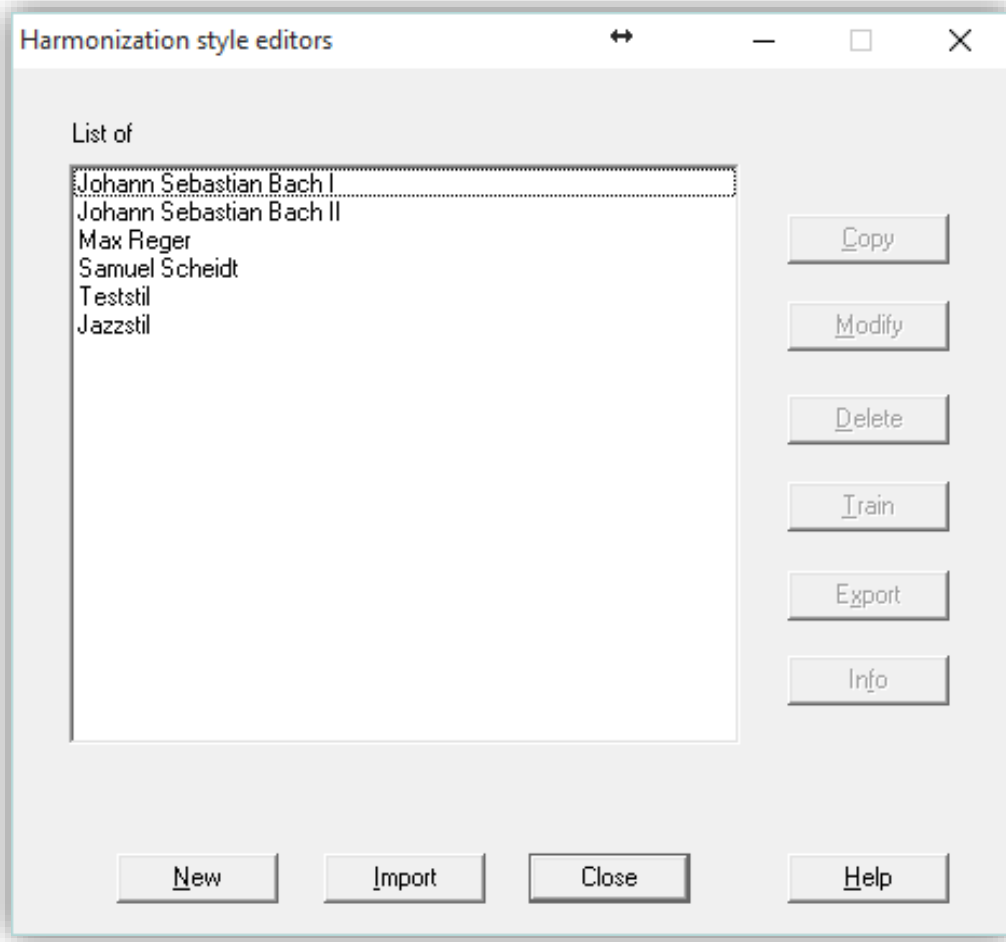 Harmonization style editors
List of
Johann Sebastian Bach I
Johann Sebastian Bach II
Max Reger
Samuel Scheidt
Teststil
Jazzstil
Copy
Modify
Delete
Train
Export
Info
New Import Close Help